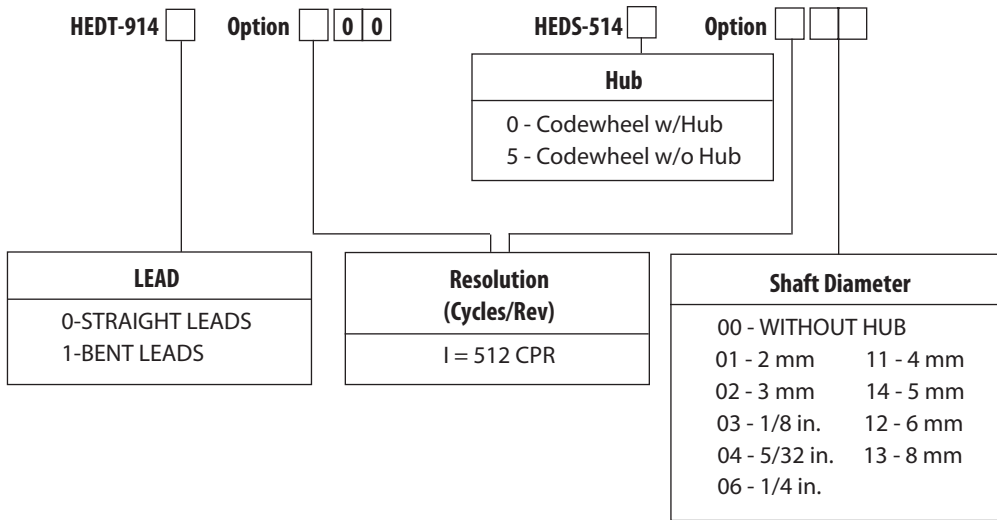 HEDT-914 Option 0 0 HEDS-514 Option
Hub
0 - Codewheel w/Hub
5 - Codewheel w/o Hub
LEAD
0-STRAIGHT LEADS
1-BENT LEADS
Resolution
(Cycles/Rev)
I = 512 CPR
Shaft Diameter
00 - WITHOUT HUB
01 - 2 mm 11 - 4 mm
02 - 3 mm 14 - 5 mm
03 - 1/8 in. 12 - 6 mm
04 - 5/32 in. 13 - 8 mm
06 - 1/4 in.